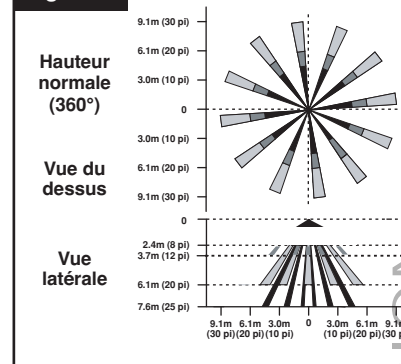 9.1m (30 pi)
6.1m (20 pi)
3.0m (10 pi)
0
3.0m (10 pi)
6.1m (20 pi)
9.1m (30 pi)
Hauteur
normale
(360°)
Vue du
dessus
0
2.4m (8 pi)
3.7m (12 pi)
6.1m (20 pi)
7.6m (25 pi)
Vue
latérale
9.1m 6.1m 3.0m 0 3.0m 6.1m
(30 pi) (20 pi) (10 pi) (10 pi) (20 pi)